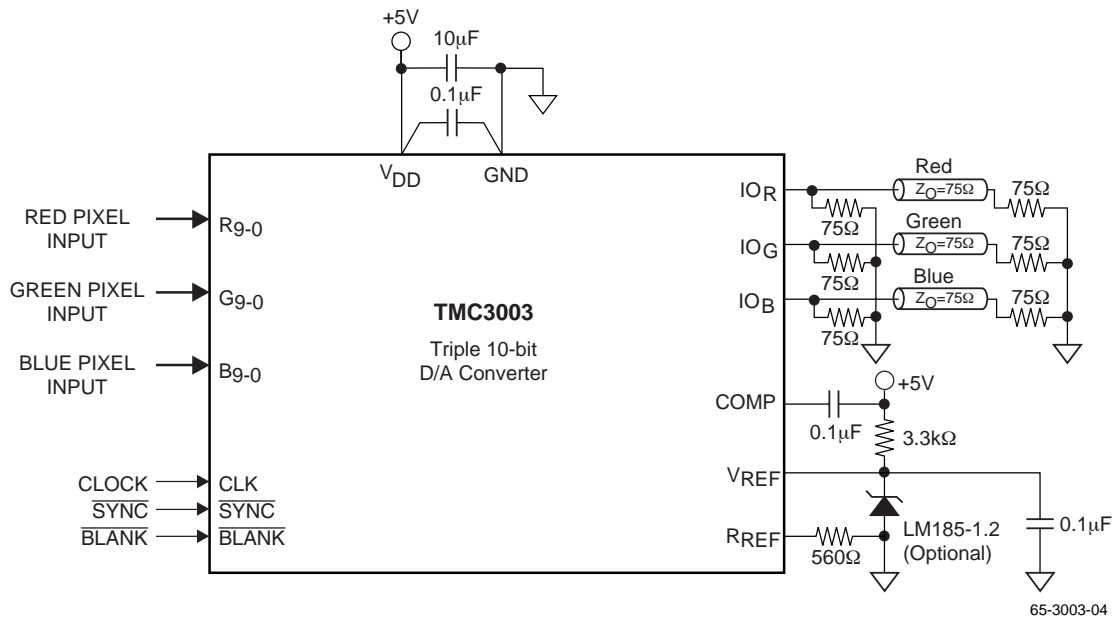 +5V
10μF
0.1μF
VDD
GND
RED PIXEL
INPUT
R9-0
GREEN PIXEL
INPUT
G9-0
BLUE PIXEL
INPUT
B9-0
CLOCK
CLK
SYNC
SYNC
BLANK
BLANK
TMC3003
Triple 10-bit
D/A Converter
IOR
75Ω
Red
ZO=75Ω
75Ω
IOG
75Ω
Green
ZO=75Ω
75Ω
IOB
75Ω
Blue
ZO=75Ω
75Ω
COMP
0.1μF
+5V
3.3kΩ
VREF
LM185-1.2
(Optional)
0.1μF
RREF
560Ω
65-3003-04